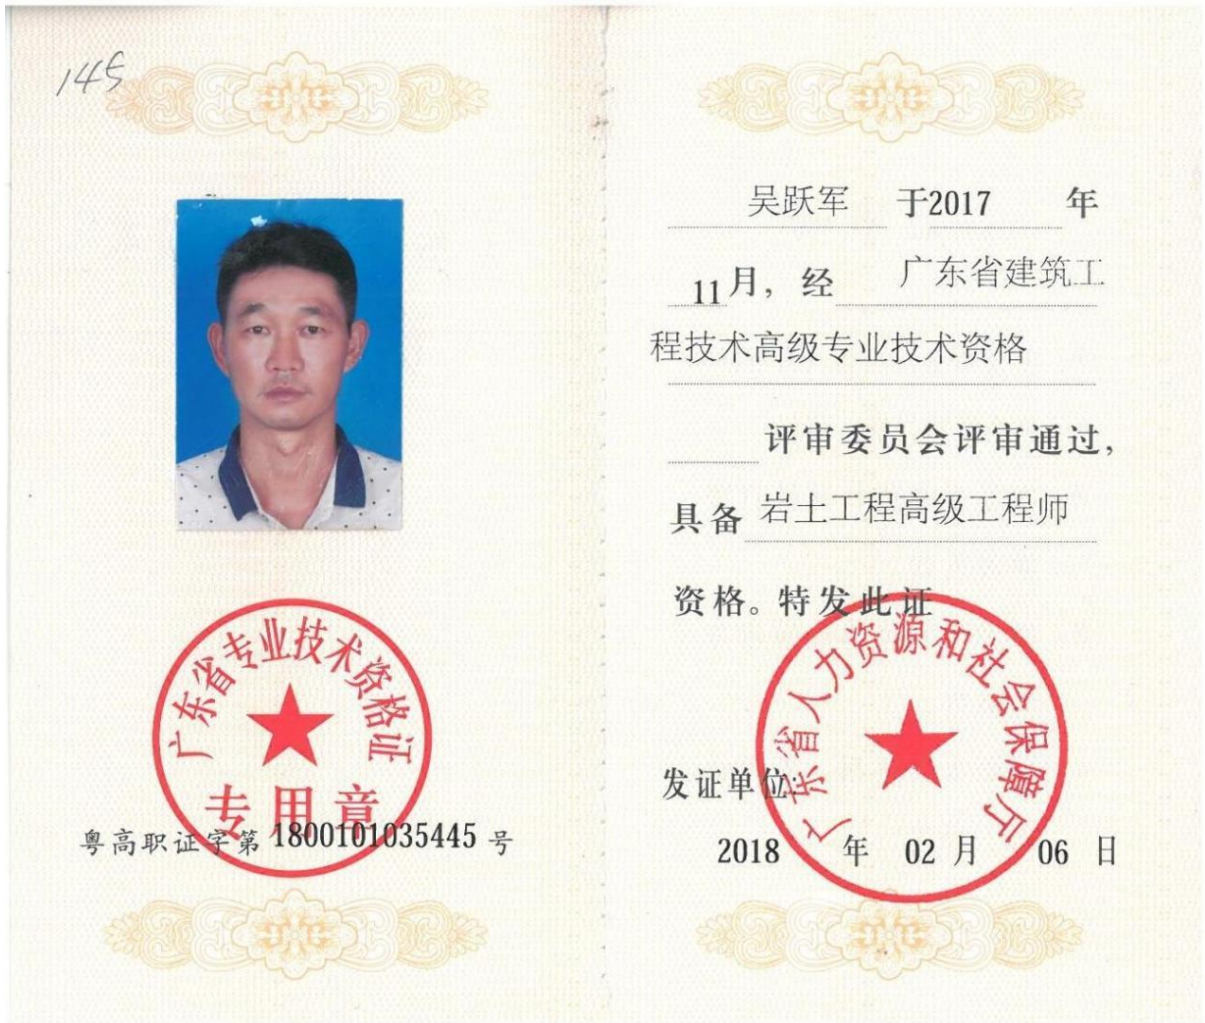 145
广东省专业技术资格证
专用章
粤高职证字第 1800101035445 号
吴跃军 于2017 年
11月，经 广东省建筑工
程技术高级专业技术资格
评审委员会评审通过，
具备 岩土工程高级工程师
资格。特发此证
广东省人力资源和社会保障厅
发证单位:
2018 年 02 月 06 日